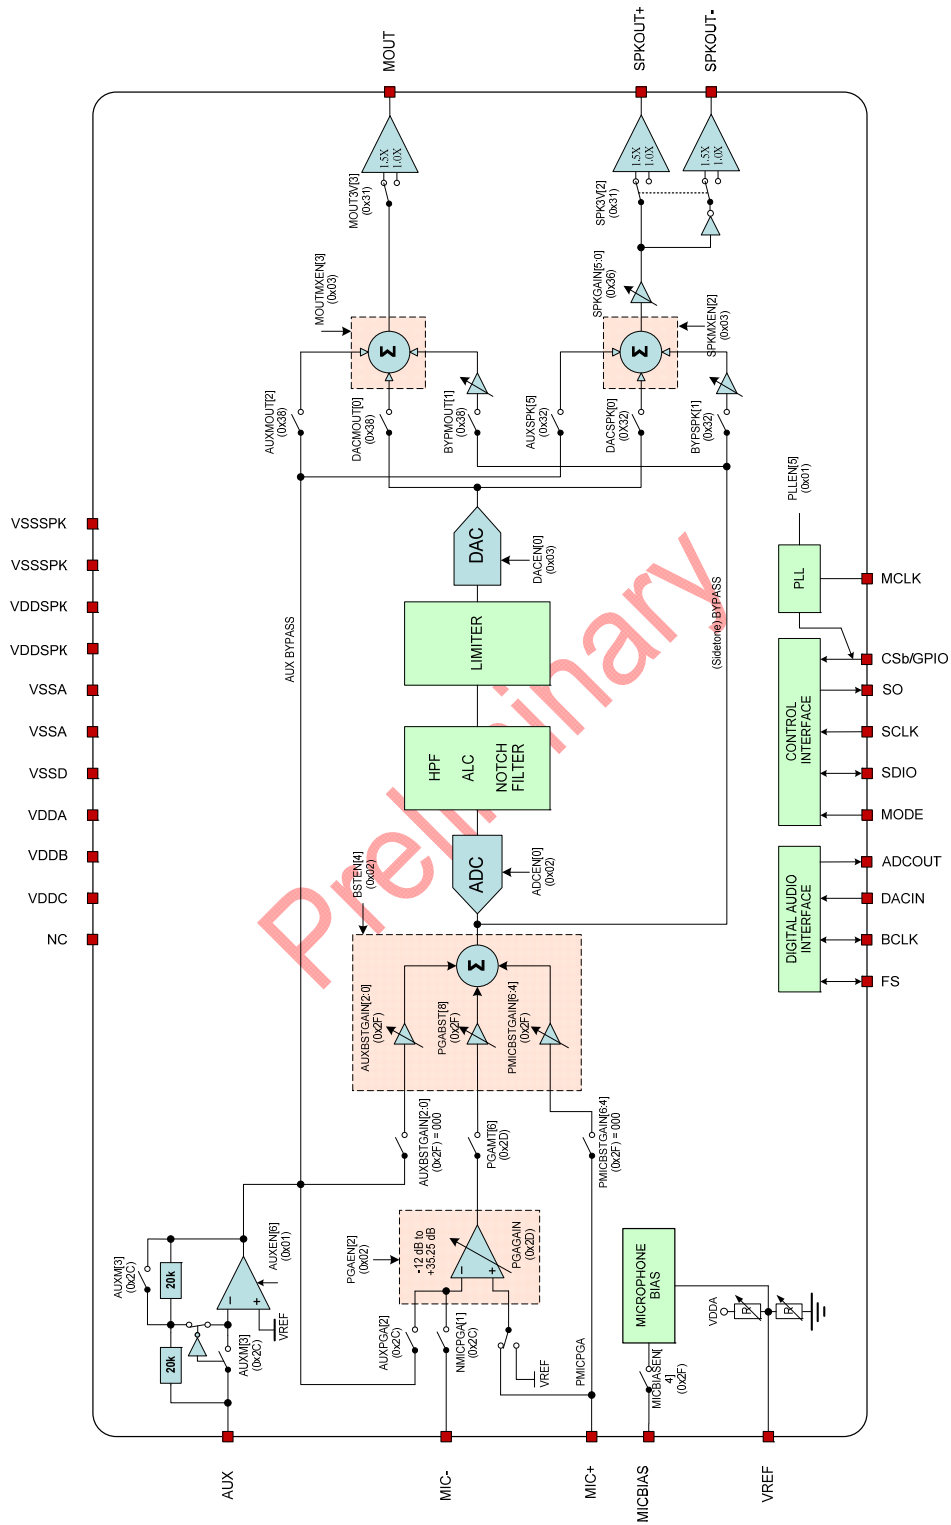 MOUT
SPKOUT+
SPKOUT-
1.5X
1.0X
1.5X
1.0X
1.5X
1.0X
MOUT3V[3]
(0x31)
SPK3V[2]
(0x31)
MOUTMXEN[3]
(0x03)
SPKGAIN[5:0]
(0x36)
SPKMXEN[2]
(0x03)
Σ
Σ
AUXMOUT[2]
(0x38)
DACMOUT[0]
(0x38)
BYPMOUT[1]
(0x38)
AUXSPK[5]
(0x32)
DACSPK[0]
(0X32)
BYPSPK[1]
(0x32)
VSSSPK
VSSSPK
VDDSPK
VDDSPK
VSSA
VSSA
VSSD
VDDA
VDDB
VDDC
NC
DAC
DACEN[0]
(0x03)
AUX BYPASS
(Sidetone) BYPASS
LIMITER
HPF
ALC
NOTCH
FILTER
ADC
ADCEN[0]
(0x02)
Preliminary
PLLEN[5]
(0x01)
PLL
MCLK
CSb/GPIO
SO
SCLK
SDIO
MODE
CONTROL
INTERFACE
ADCOUT
DACIN
BCLK
FS
DIGITAL AUDIO
INTERFACE
BSTEN[4]
(0x02)
Σ
AUXBSTGAIN[2:0]
(0x2F)
PGABST[8]
(0x2F)
PMICBSTGAIN[6:4]
(0x2F)
AUXBSTGAIN[2:0]
(0x2F) = 000
PGAMT[6]
(0x2D)
PMICBSTGAIN[6:4]
(0x2F) = 000
AUXM[3]
(0x2C)
20k
20k
AUXEN[6]
(0x01)
VREF
AUXM[3]
(0x2C)
PGAEN[2]
(0x02)
-12 dB to
+35.25 dB
PGAGAIN
(0x2D)
AUXPGA[2]
(0x2C)
NMICPGA[1]
(0x2C)
VREF
PMICPGA
MICROPHONE
BIAS
MICBIASEN[
4]
(0x2F)
VDDA
R
R
AUX
MIC-
MIC+
MICBIAS
VREF